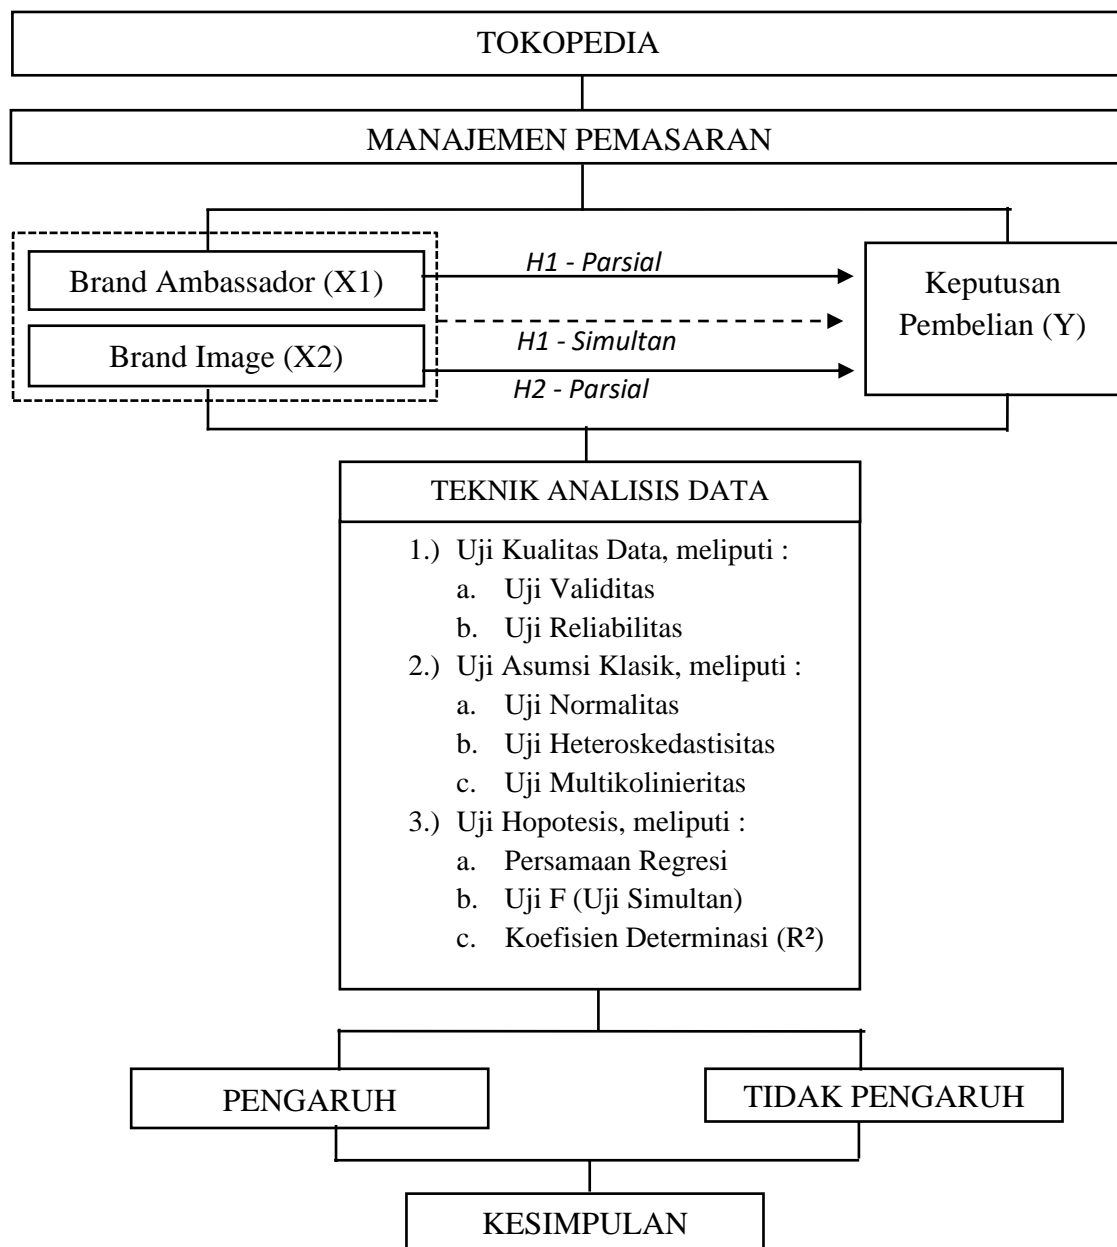 TOKOPEDIA
MANAJEMEN PEMASARAN
Brand Ambassador (X1)
Brand Image (X2)
H1 - Parsial
H1 - Simultan
H2 - Parsial
Keputusan
Pembelian (Y)
TEKNIK ANALISIS DATA
1.) Uji Kualitas Data, meliputi :
a. Uji Validitas
b. Uji Reliabilitas
2.) Uji Asumsi Klasik, meliputi :
a. Uji Normalitas
b. Uji Heteroskedastisitas
c. Uji Multikolinieritas
3.) Uji Hopotesis, meliputi :
a. Persamaan Regresi
b. Uji F (Uji Simultan)
c. Koefisien Determinasi (R²)
PENGARUH
TIDAK PENGARUH
KESIMPULAN